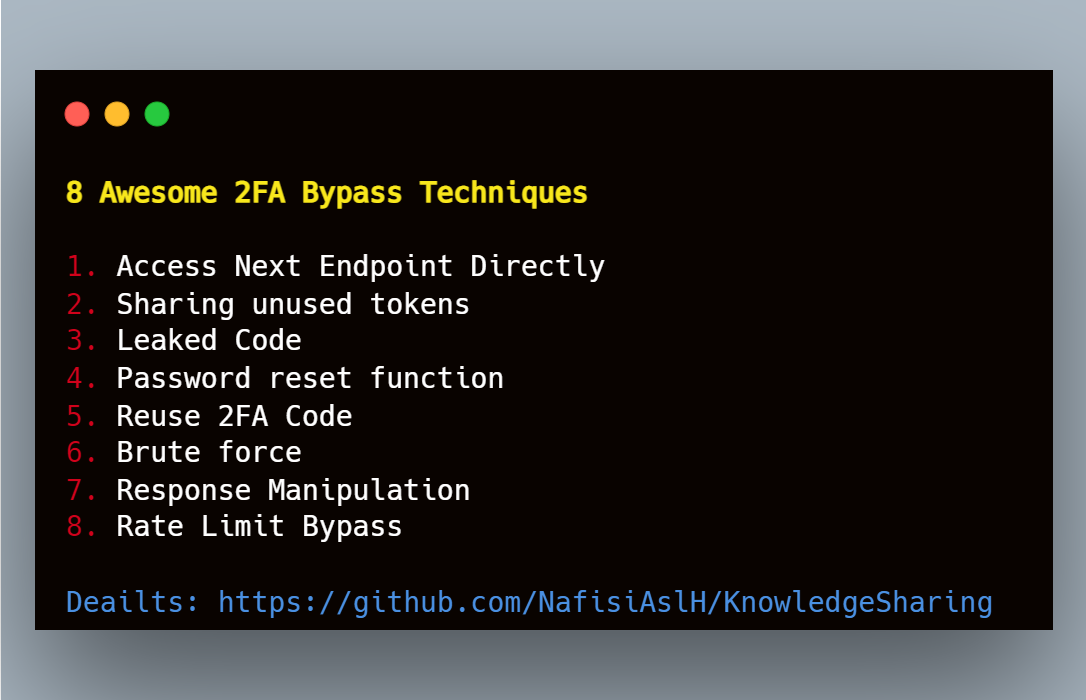 8 Awesome 2FA Bypass Techniques
1. Access Next Endpoint Directly
2. Sharing unused tokens
3. Leaked Code
4. Password reset function
5. Reuse 2FA Code
6. Brute force
7. Response Manipulation
8. Rate Limit Bypass
Deailts: https://github.com/NafisiAslH/KnowledgeSharing